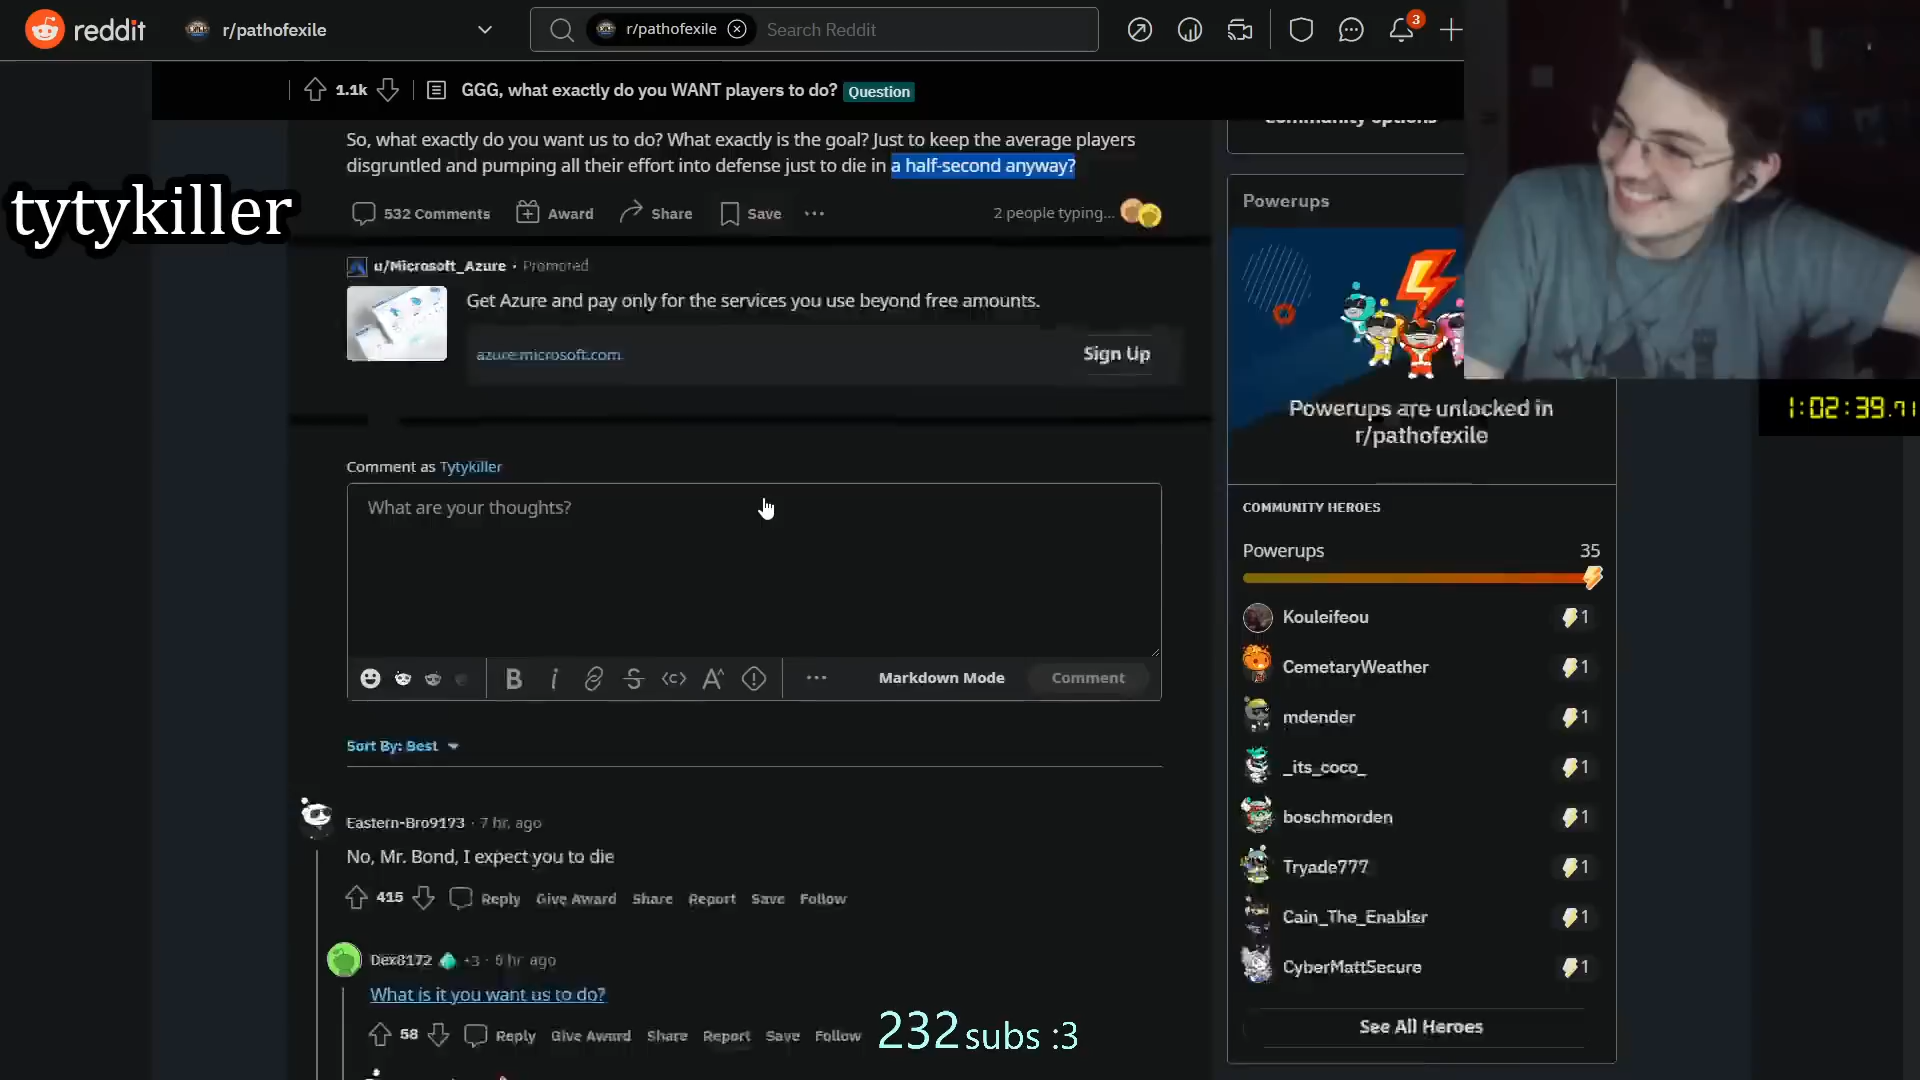 reddit
r/pathofexile
r/pathofexile
Search Reddit
3
1.1k
GGG, what exactly do you WANT players to do? Question
So, what exactly do you want us to do? What exactly is the goal? Just to keep the average players
disgruntled and pumping all their effort into defense just to die in a half-second anyway?
532 Comments
Award
Share
Save
2 people typing...
tytykiller
u/Microsoft_Azure · Promoted
Get Azure and pay only for the services you use beyond free amounts.
azure.microsoft.com
Sign Up
Comment as Tytykiller
What are your thoughts?
Markdown Mode
Comment
Sort By: Best
Eastern-Bro9173 · 7 hr. ago
No, Mr. Bond, I expect you to die
415
Reply Give Award Share Report Save Follow
Dex8172 +3 · 6 hr ago
What is it you want us to do?
58
Reply Give Award Share Report Save Follow
232 subs :3
Community options
Powerups
Powerups are unlocked in
r/pathofexile
1:02:39.71
COMMUNITY HEROES
Powerups 35
Kouleifeou 1
CemetaryWeather 1
mdender 1
_its_coco_ 1
boschmorden 1
Tryade777 1
Cain_The_Enabler 1
CyberMattSecure 1
See All Heroes